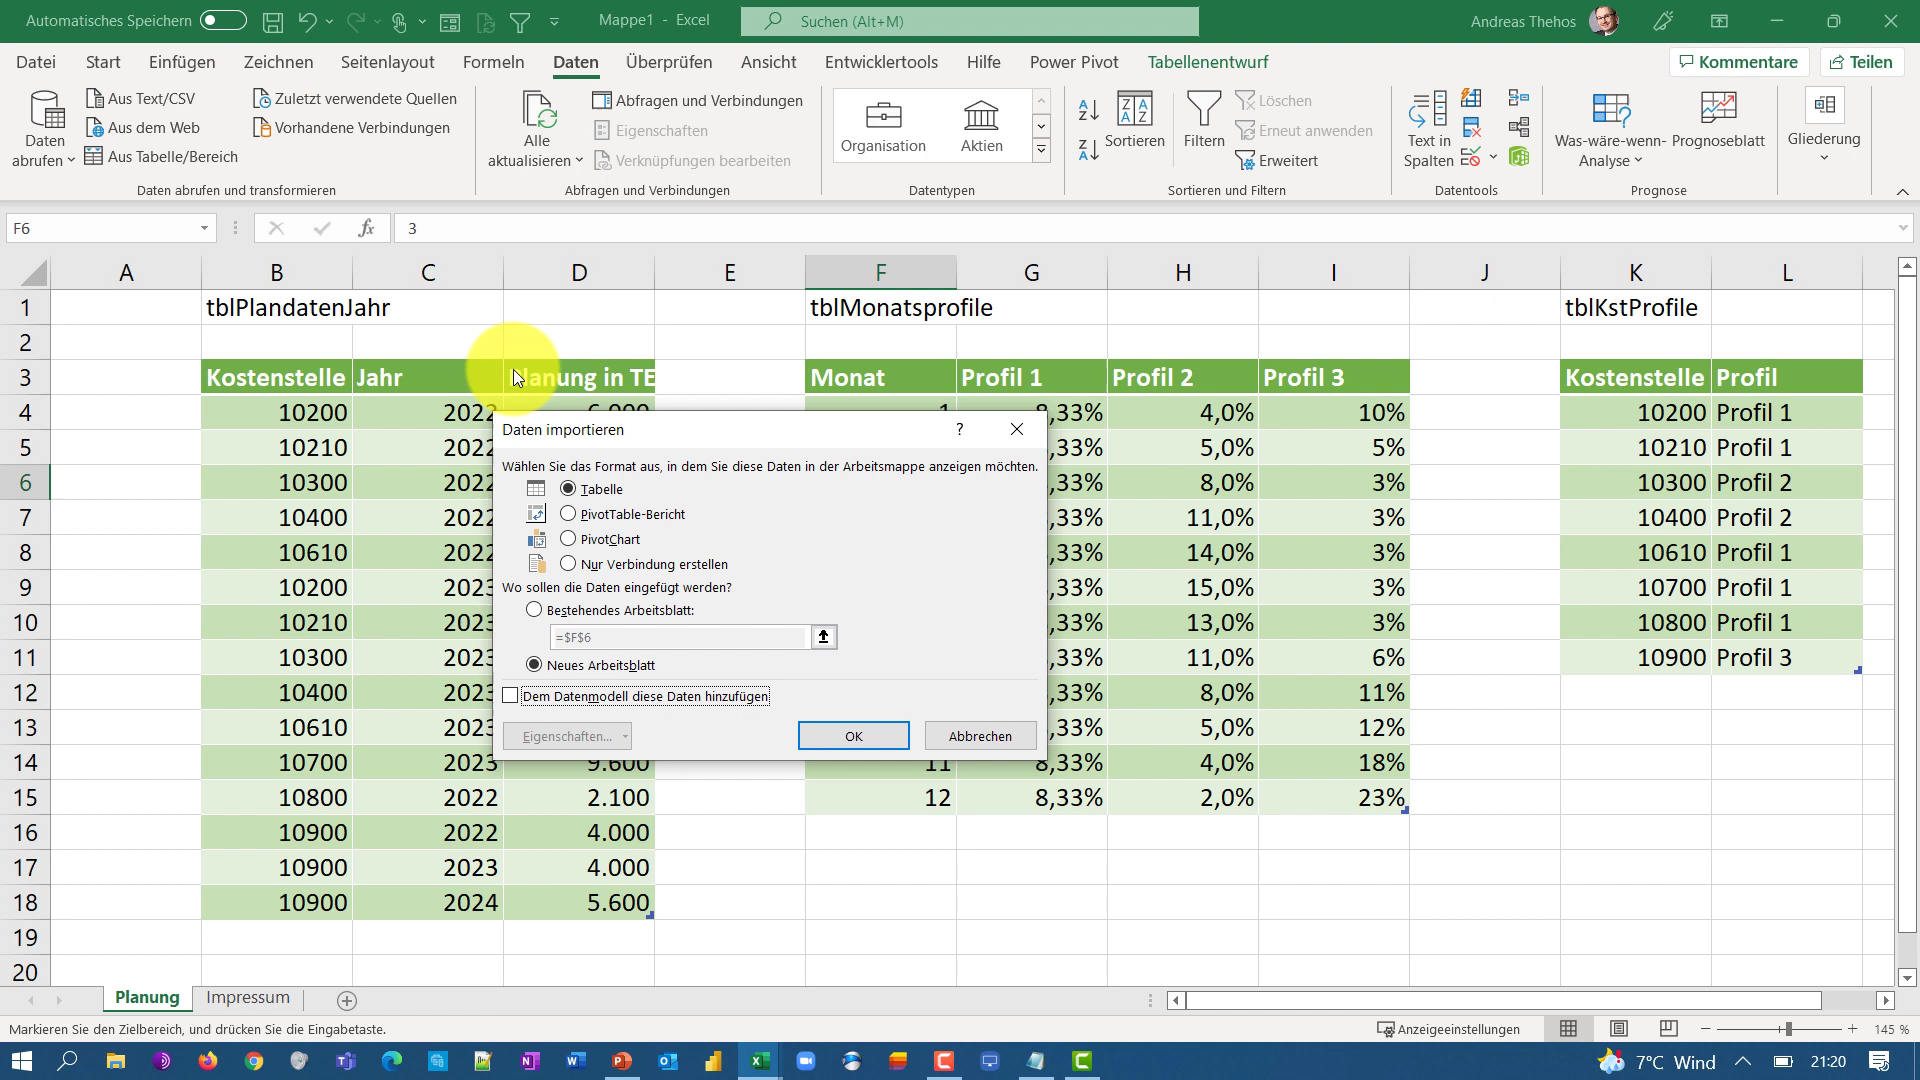 Automatisches Speichern
Mappe1 - Excel
Suchen (Alt+M)
Andreas Thehos
Datei Start Einfügen Zeichnen Seitenlayout Formeln Daten Überprüfen Ansicht Entwicklertools Hilfe Power Pivot Tabellenentwurf
Kommentare Teilen
Daten abrufen
Aus Text/CSV
Aus dem Web
Aus Tabelle/Bereich
Zuletzt verwendete Quellen
Vorhandene Verbindungen
Daten abrufen und transformieren
Alle aktualisieren
Abfragen und Verbindungen
Eigenschaften
Verknüpfungen bearbeiten
Abfragen und Verbindungen
Organisation Aktien
Datentypen
Sortieren
Filtern
Löschen
Erneut anwenden
Erweitert
Sortieren und Filtern
Text in Spalten
Datentools
Was-wäre-wenn-Analyse
Prognoseblatt
Prognose
Gliederung
F6 fx 3
A B C D E F G H I J K L
1 tblPlandatenJahr tblMonatsprofile tblKstProfile
2
3 Kostenstelle Jahr Planung in TE Monat Profil 1 Profil 2 Profil 3 Kostenstelle Profil
4 10200 2022 6.000 1 8,33% 4,0% 10% 10200 Profil 1
5 10210 2022 ,33% 5,0% 5% 10210 Profil 1
6 10300 2022 ,33% 8,0% 3% 10300 Profil 2
7 10400 2022 ,33% 11,0% 3% 10400 Profil 2
8 10610 2022 ,33% 14,0% 3% 10610 Profil 1
9 10200 2023 ,33% 15,0% 3% 10700 Profil 1
10 10210 2023 ,33% 13,0% 3% 10800 Profil 1
11 10300 2023 ,33% 11,0% 6% 10900 Profil 3
12 10400 2023 ,33% 8,0% 11%
13 10610 2023 ,33% 5,0% 12%
14 10700 2023 9.600 11 8,33% 4,0% 18%
15 10800 2022 2.100 12 8,33% 2,0% 23%
16 10900 2022 4.000
17 10900 2023 4.000
18 10900 2024 5.600
19
20
Daten importieren ?
Wählen Sie das Format aus, in dem Sie diese Daten in der Arbeitsmappe anzeigen möchten.
Tabelle
PivotTable-Bericht
PivotChart
Nur Verbindung erstellen
Wo sollen die Daten eingefügt werden?
Bestehendes Arbeitsblatt:
=$F$6
Neues Arbeitsblatt
Dem Datenmodell diese Daten hinzufügen
Eigenschaften... OK Abbrechen
Planung Impressum
Markieren Sie den Zielbereich, und drücken Sie die Eingabetaste.
Anzeigeeinstellungen
145 %
7°C Wind
21:20